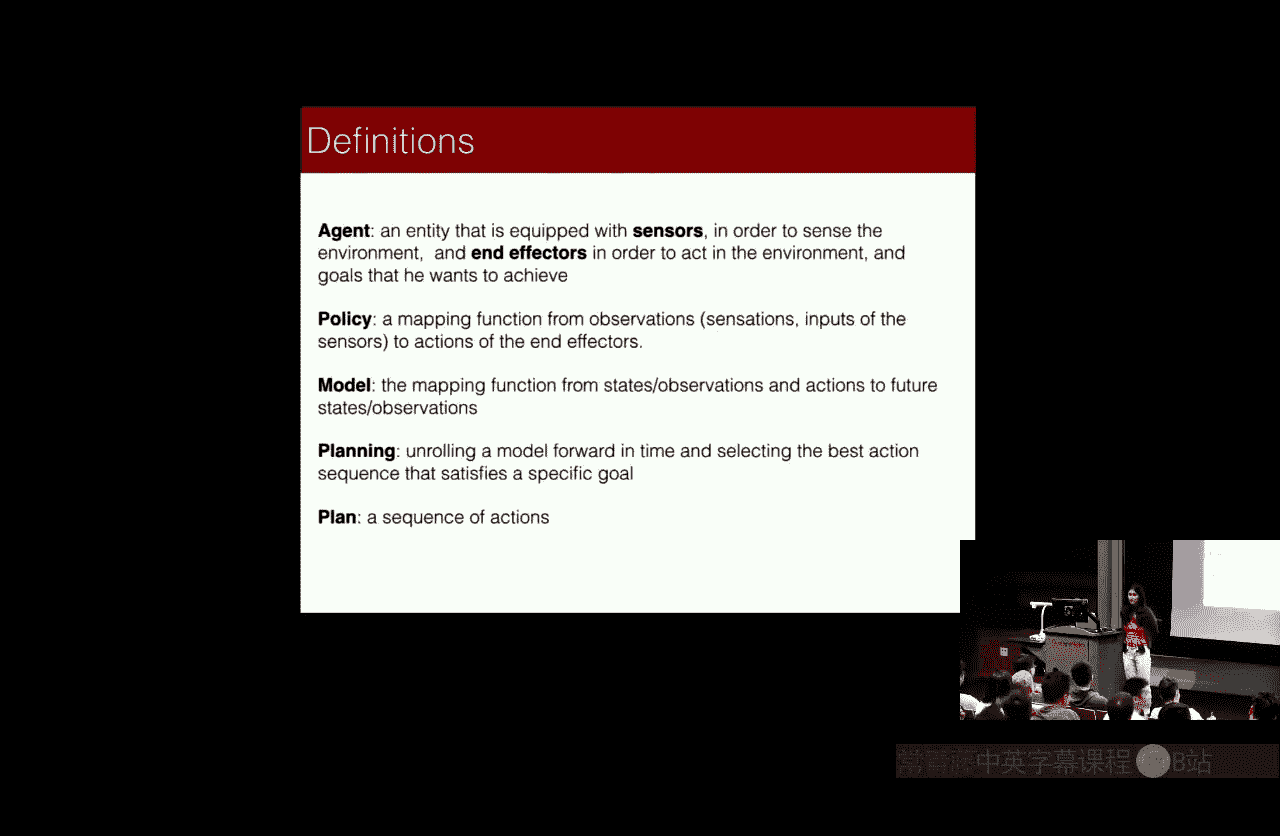 Definitions
Agent: an entity that is equipped with sensors, in order to sense the
environment, and end effectors in order to act in the environment, and
goals that he wants to achieve
Policy: a mapping function from observations (sensations, inputs of the
sensors) to actions of the end effectors.
Model: the mapping function from states/observations and actions to future
states/observations
Planning: unrolling a model forward in time and selecting the best action
sequence that satisfies a specific goal
Plan: a sequence of actions
中英字幕课程
B站